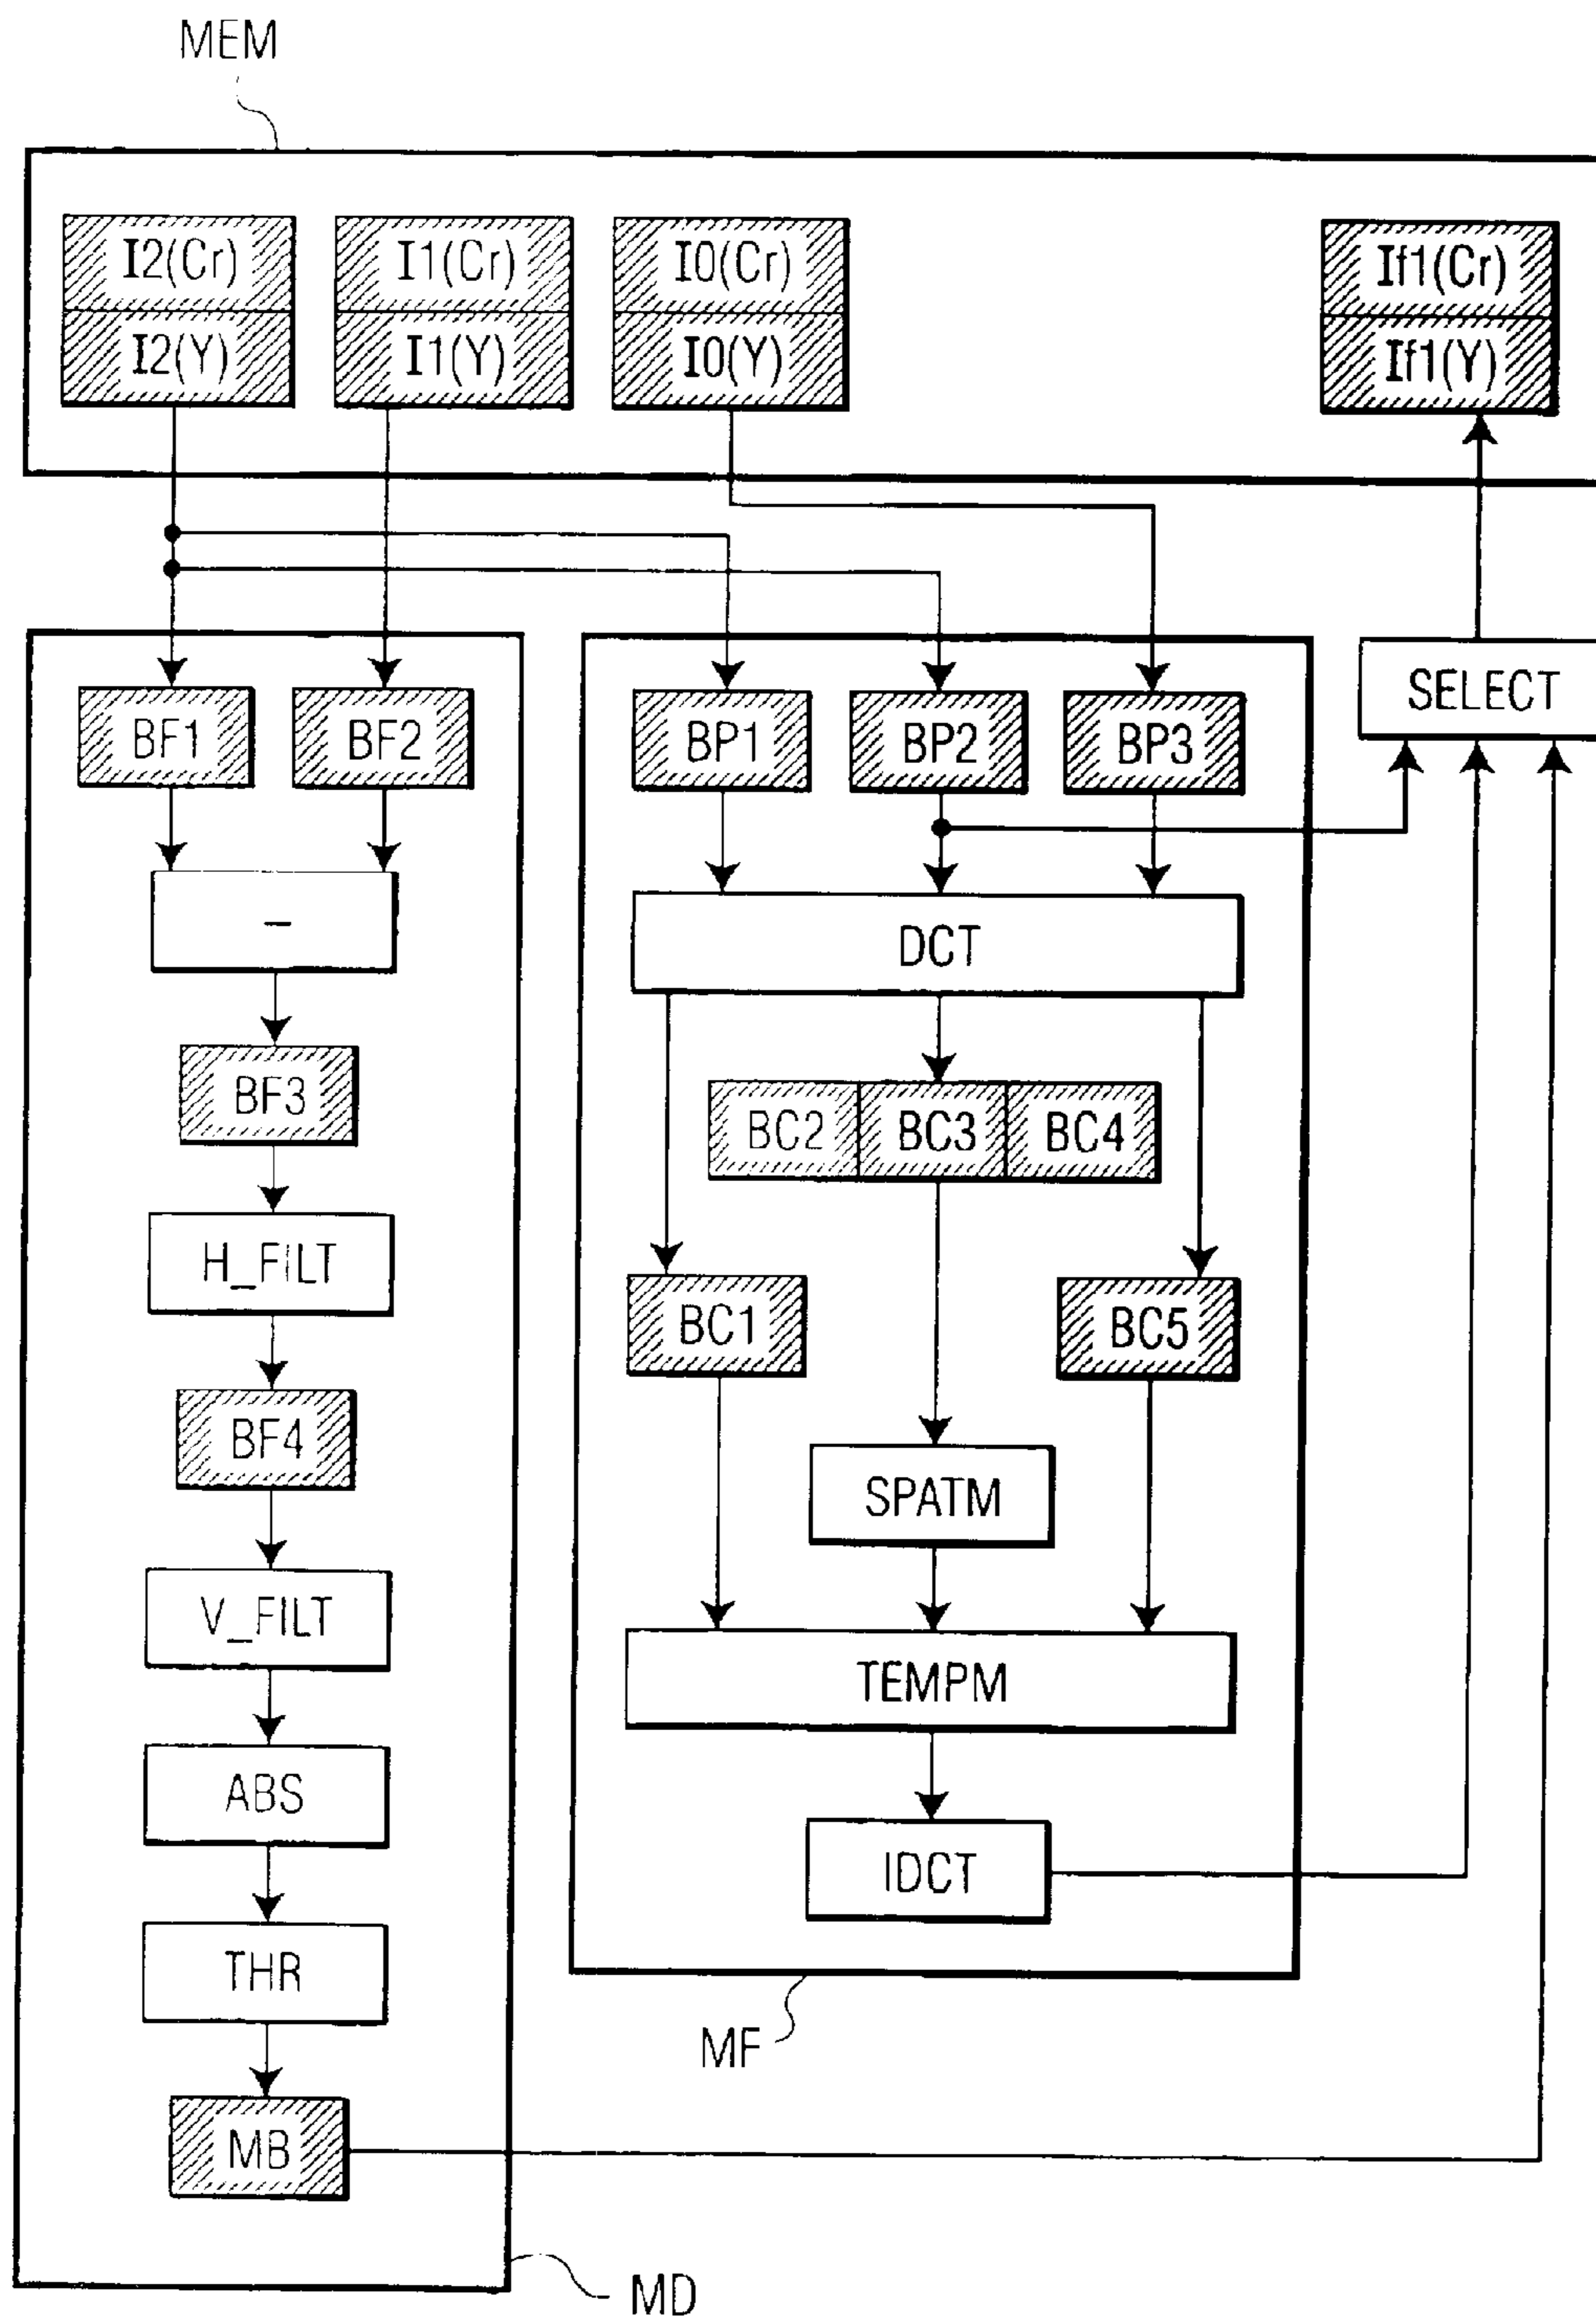 MEM
I2(Cr) I1(Cr) I0(Cr) If1(Cr)
I2(Y) I1(Y) I0(Y) If1(Y)
SELECT
BF1 BF2 BP1 BP2 BP3
–
DCT
BF3
BC2 BC3 BC4
H_FILT
BC1 BC5
BF4
SPATM
V_FILT
TEMPM
ABS
IDCT
THR
MF
MB
MD